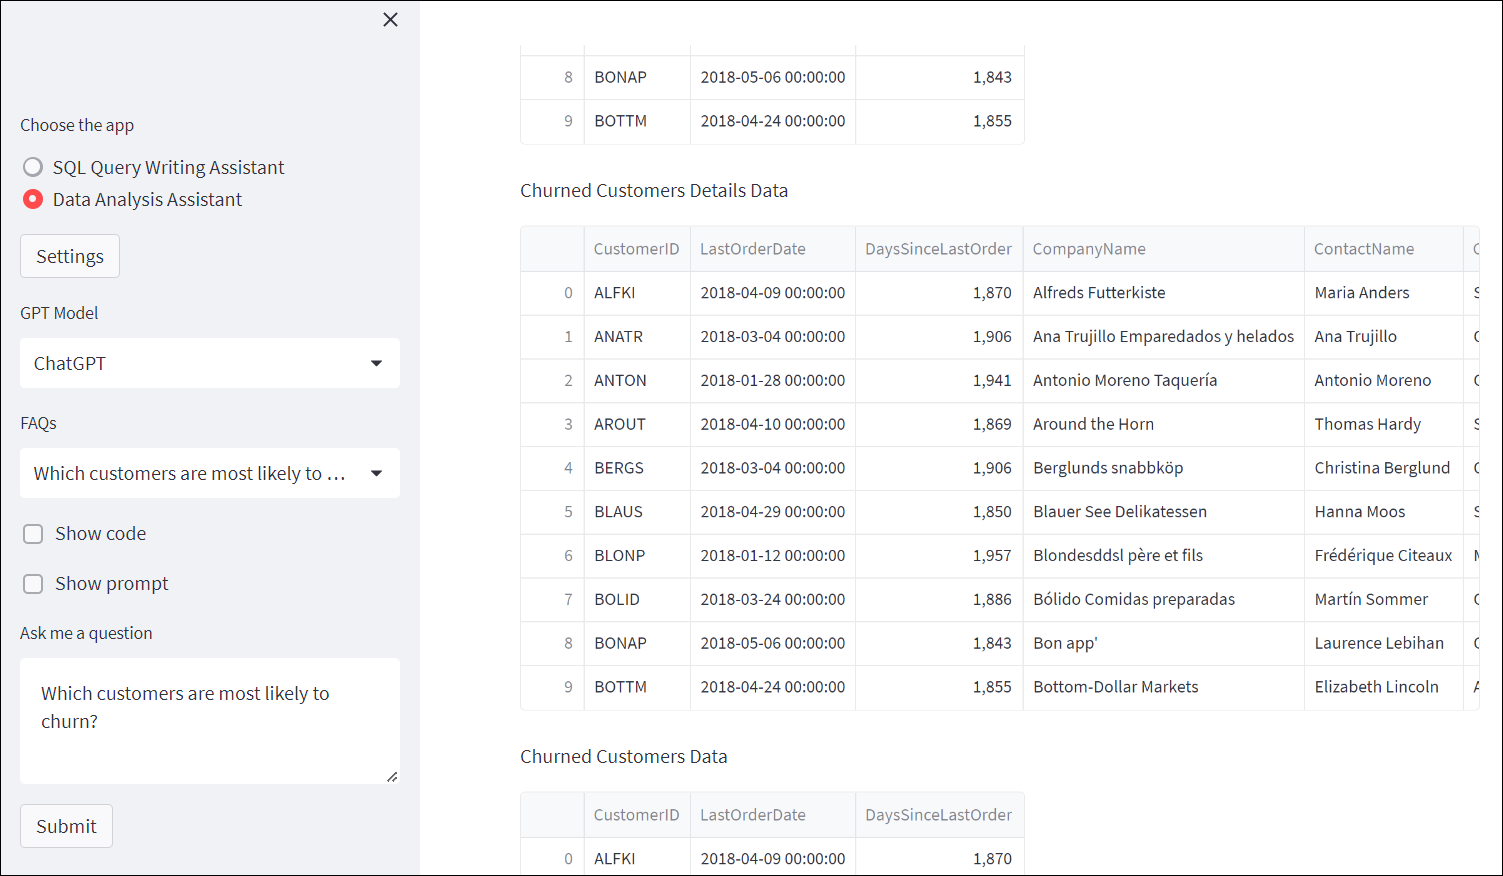 Choose the app
SQL Query Writing Assistant
Data Analysis Assistant
Settings
GPT Model
ChatGPT
FAQs
Which customers are most likely to ...
Show code
Show prompt
Ask me a question
Which customers are most likely to
churn?
Submit
8 BONAP 2018-05-06 00:00:00 1,843
9 BOTTM 2018-04-24 00:00:00 1,855
Churned Customers Details Data
CustomerID LastOrderDate DaysSinceLastOrder CompanyName ContactName
0 ALFKI 2018-04-09 00:00:00 1,870 Alfreds Futterkiste Maria Anders
1 ANATR 2018-03-04 00:00:00 1,906 Ana Trujillo Emparedados y helados Ana Trujillo
2 ANTON 2018-01-28 00:00:00 1,941 Antonio Moreno Taquería Antonio Moreno
3 AROUT 2018-04-10 00:00:00 1,869 Around the Horn Thomas Hardy
4 BERGS 2018-03-04 00:00:00 1,906 Berglunds snabbköp Christina Berglund
5 BLAUS 2018-04-29 00:00:00 1,850 Blauer See Delikatessen Hanna Moos
6 BLONP 2018-01-12 00:00:00 1,957 Blondesddsl père et fils Frédérique Citeaux
7 BOLID 2018-03-24 00:00:00 1,886 Bólido Comidas preparadas Martín Sommer
8 BONAP 2018-05-06 00:00:00 1,843 Bon app' Laurence Lebihan
9 BOTTM 2018-04-24 00:00:00 1,855 Bottom-Dollar Markets Elizabeth Lincoln
Churned Customers Data
CustomerID LastOrderDate DaysSinceLastOrder
0 ALFKI 2018-04-09 00:00:00 1,870